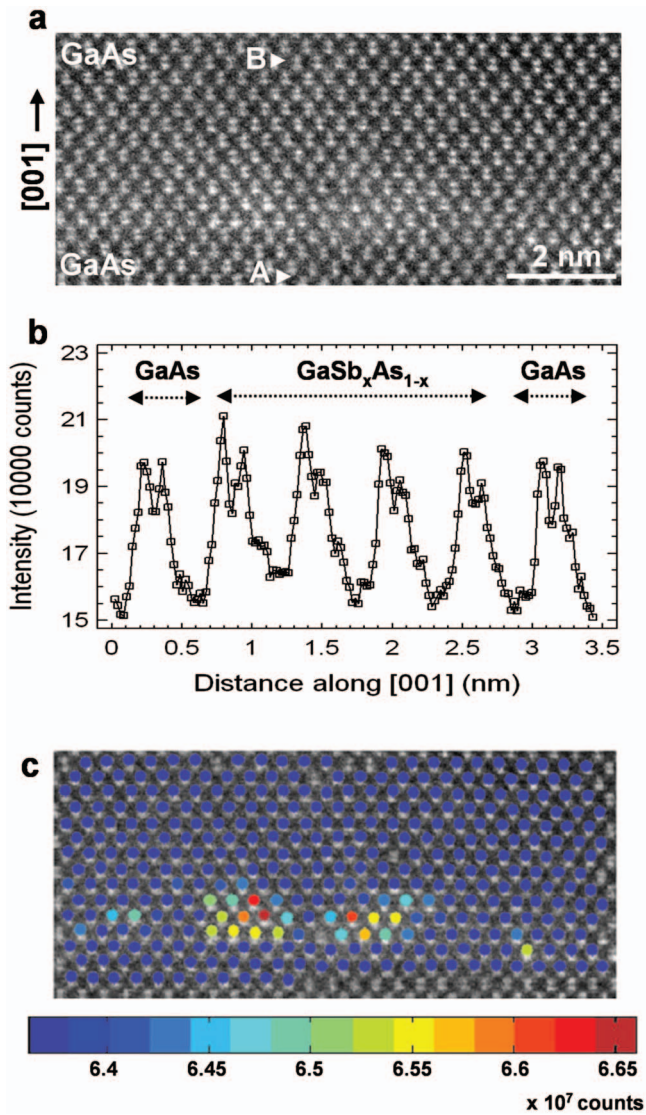 a
GaAs
B ►
[001] →
GaAs
A ►
2 nm
b
23
21
19
17
15
Intensity (10000 counts)
GaAs
GaSbxAs1-x
GaAs
0 0.5 1 1.5 2 2.5 3 3.5
Distance along [001] (nm)
c
6.4 6.45 6.5 6.55 6.6 6.65
x 10⁷ counts